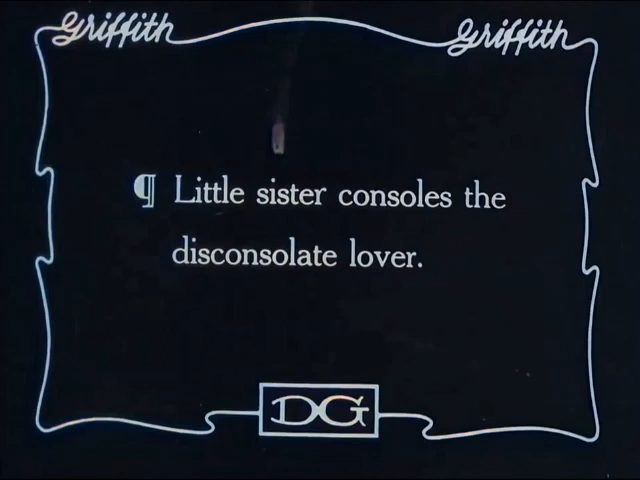 Griffith Griffith
¶ Little sister consoles the
disconsolate lover.
DG